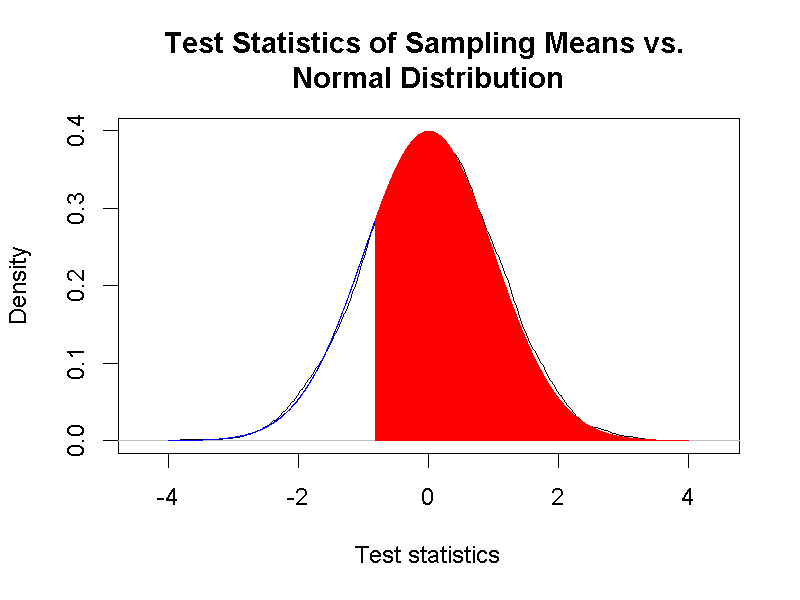 Test Statistics of Sampling Means vs.
Normal Distribution
Density
0.4
0.3
0.2
0.1
0.0
-4 -2 0 2 4
Test statistics